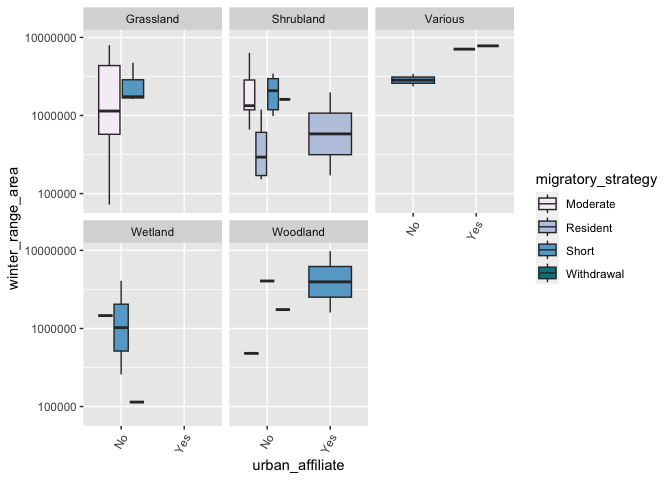 Grassland Shrubland Various
10000000
1000000
100000
No Yes
Wetland Woodland
10000000
1000000
100000
No Yes No Yes
winter_range_area
urban_affiliate
migratory_strategy
Moderate
Resident
Short
Withdrawal